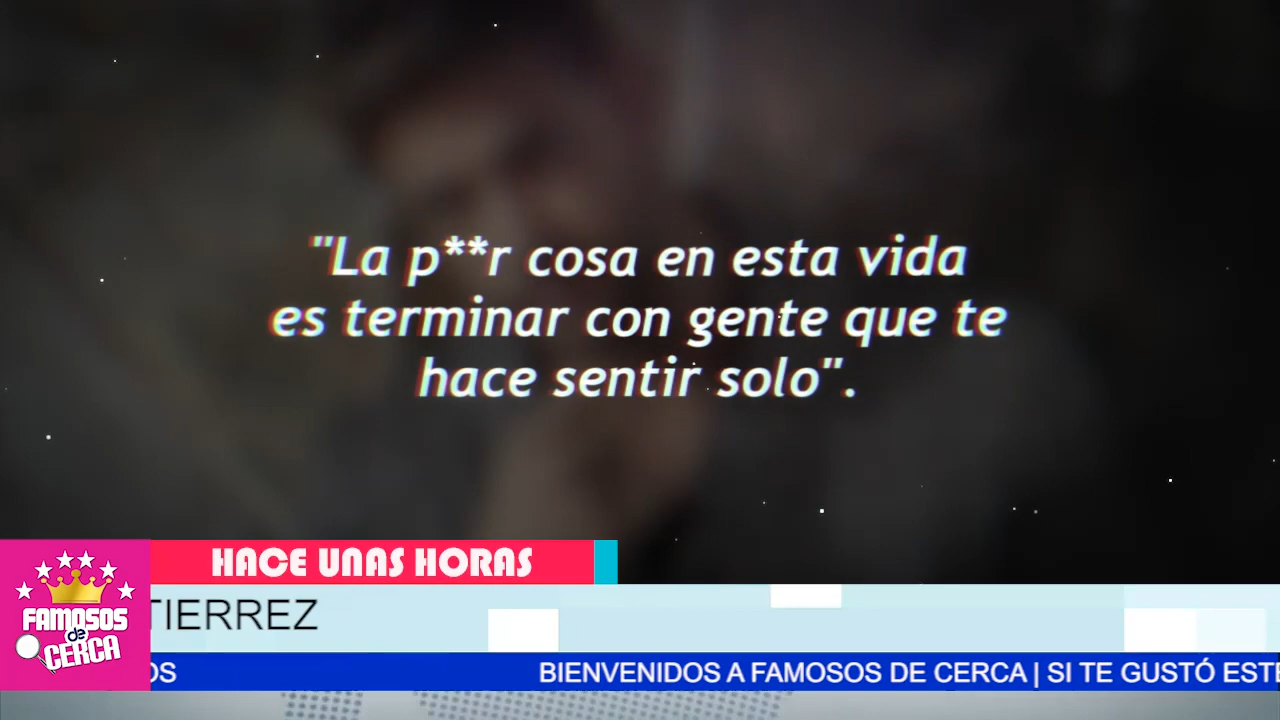 "La p**r cosa en esta vida
es terminar con gente que te
hace sentir solo".
HACE UNAS HORAS
FAMOSOS
de
CERCA
TIERREZ
OS
BIENVENIDOS A FAMOSOS DE CERCA | SI TE GUSTÓ ESTE